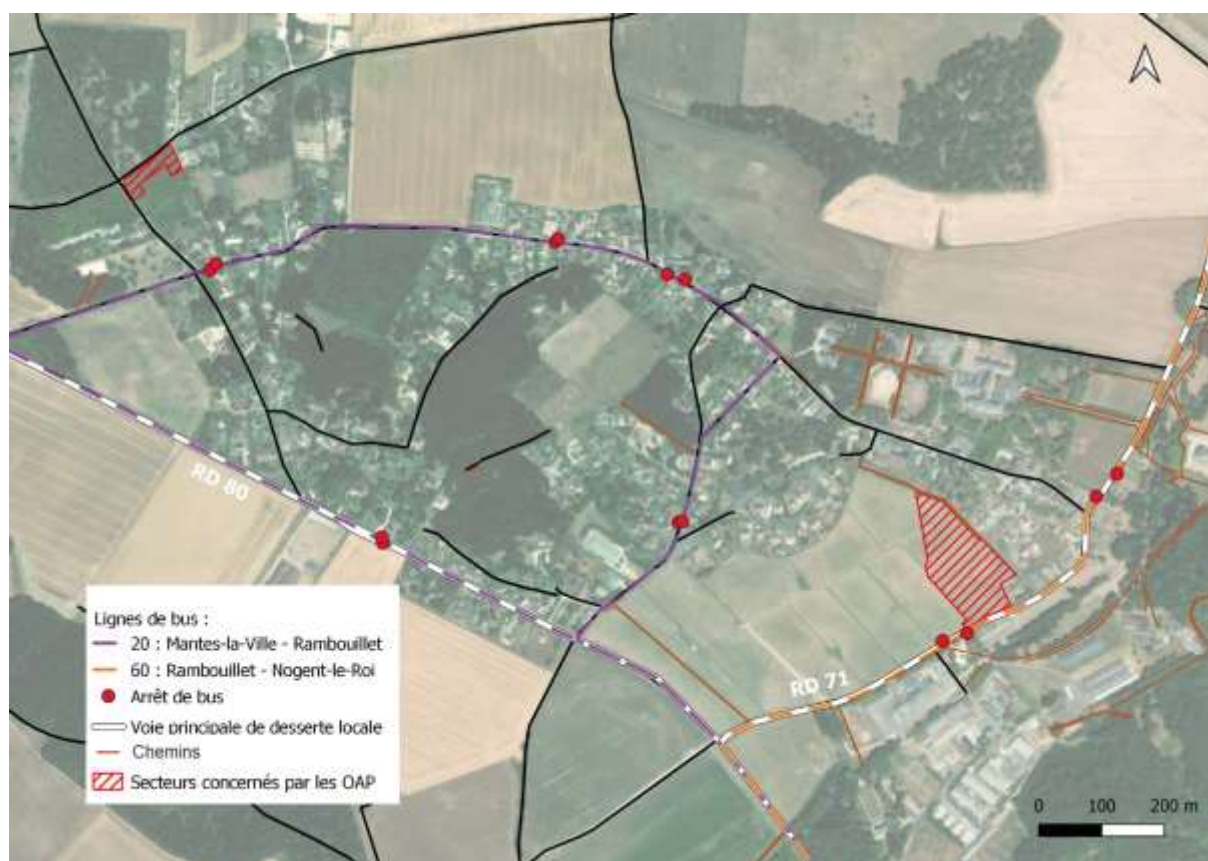 RD 80
RD 71
Lignes de bus :
20 : Mantes-la-Ville - Rambouillet
60 : Rambouillet - Nogent-le-Roi
Arrêt de bus
Voie principale de desserte locale
Chemins
Secteurs concernés par les OAP
0 100 200 m